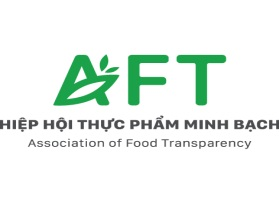 AFT
HIỆP HỘI THỰC PHẨM MINH BẠCH
Association of Food Transparency